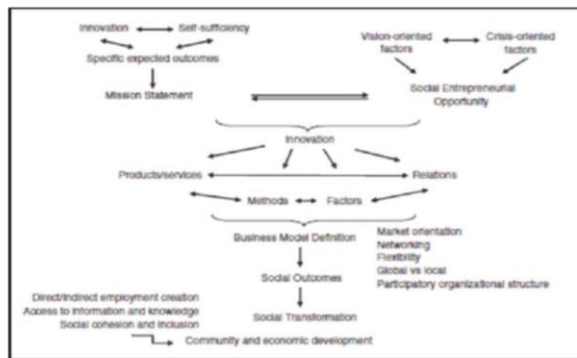 Innovation
Self-sufficiency
Specific expected outcomes
Mission Statement
Vision-oriented
factors
Crisis-oriented
factors
Social Entrepreneurial
Opportunity
Innovation
Products/services
Relations
Methods
Factors
Business Model Definition
Market orientation
Networking
Flexibility
Global vs local
Participatory organizational structure
Social Outcomes
Direct/Indirect employment creation
Access to information and knowledge
Social cohesion and inclusion
Social Transformation
Community and economic development